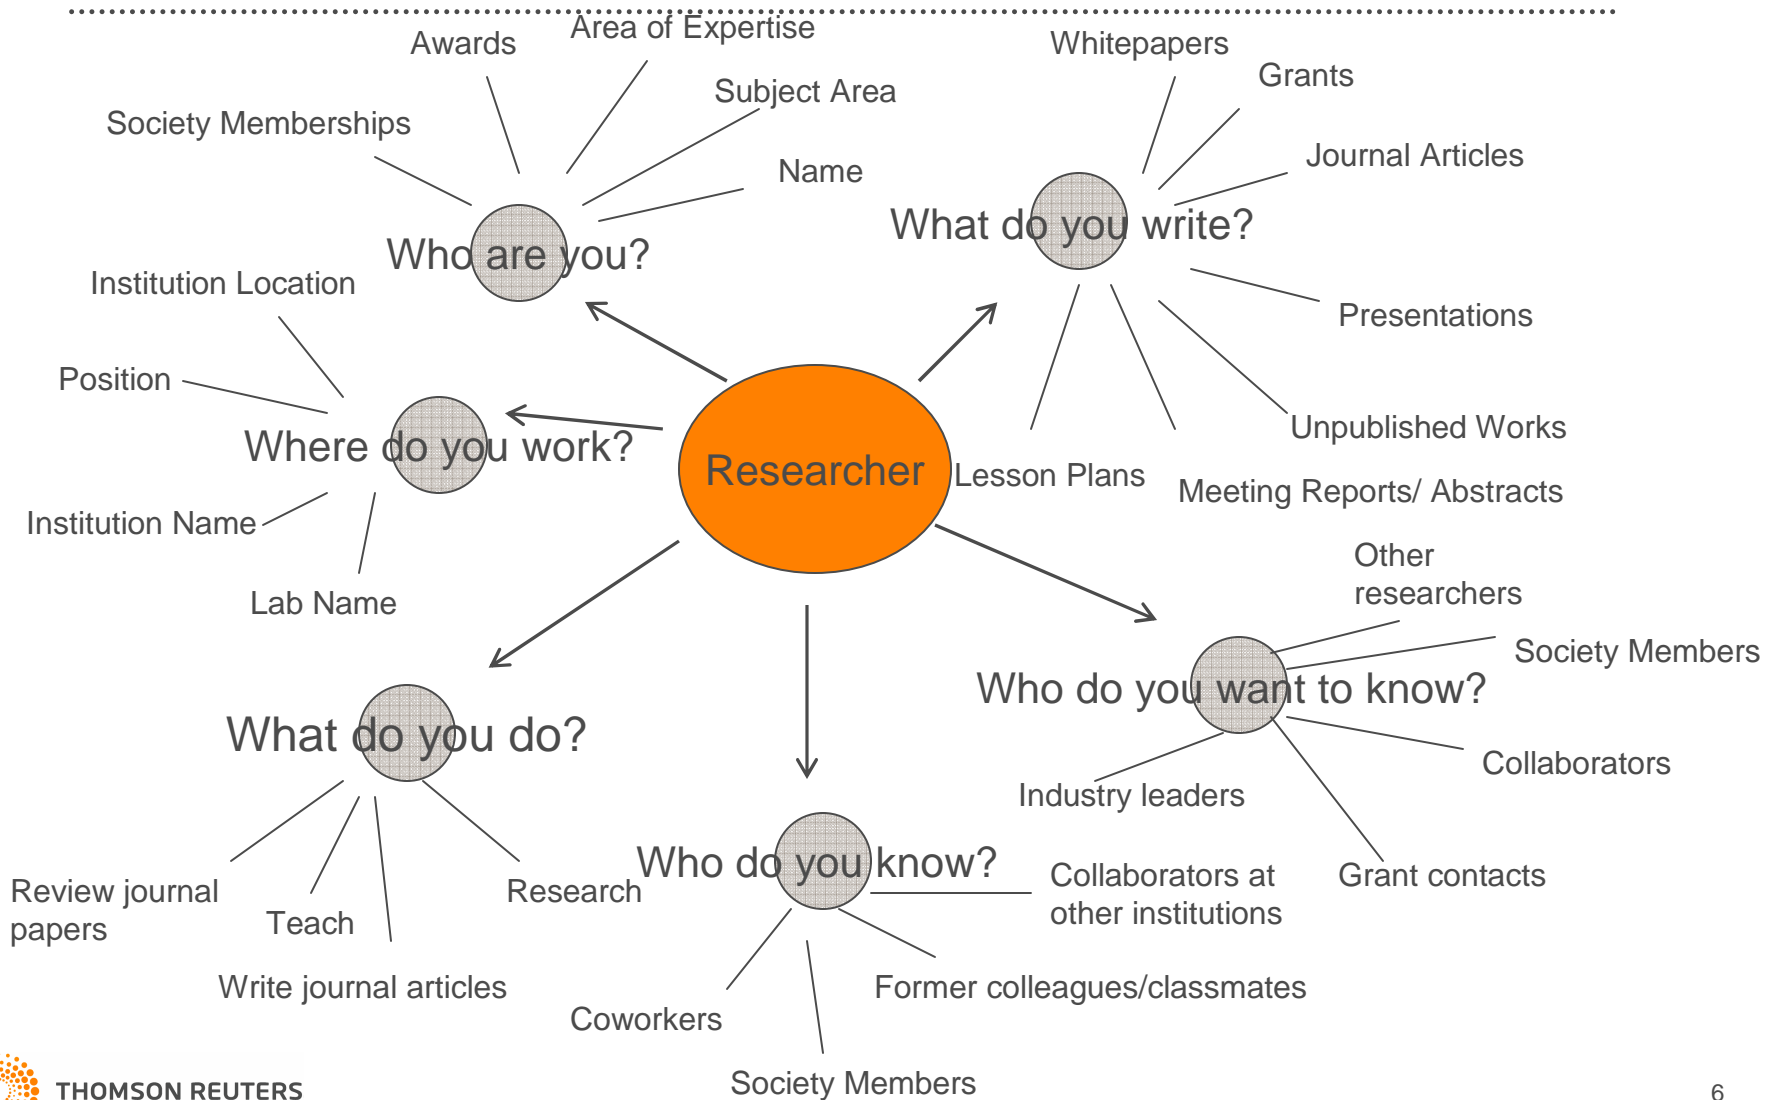 Awards
Area of Expertise
Subject Area
Society Memberships
Name
Who are you?
Whitepapers
Grants
Journal Articles
What do you write?
Presentations
Unpublished Works
Meeting Reports/ Abstracts
Lesson Plans
Institution Location
Position
Where do you work?
Institution Name
Lab Name
Researcher
Other
researchers
Society Members
Who do you want to know?
Collaborators
Industry leaders
Grant contacts
What do you do?
Review journal
papers
Teach
Research
Write journal articles
Who do you know?
Collaborators at
other institutions
Former colleagues/classmates
Coworkers
Society Members
THOMSON REUTERS
6